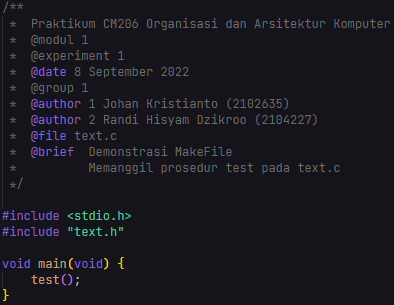 /**
 *  Praktikum CM206 Organisasi dan Arsitektur Komputer
 *  @modul 1
 *  @experiment 1
 *  @date 8 September 2022
 *  @group 1
 *  @author 1 Johan Kristianto (2102635)
 *  @author 2 Randi Hisyam Dzikroo (2104227)
 *  @file text.c
 *  @brief  Demonstrasi MakeFile
 *          Memanggil prosedur test pada text.c
 */
#include <stdio.h>
#include "text.h"
void main(void) {
    test();
}